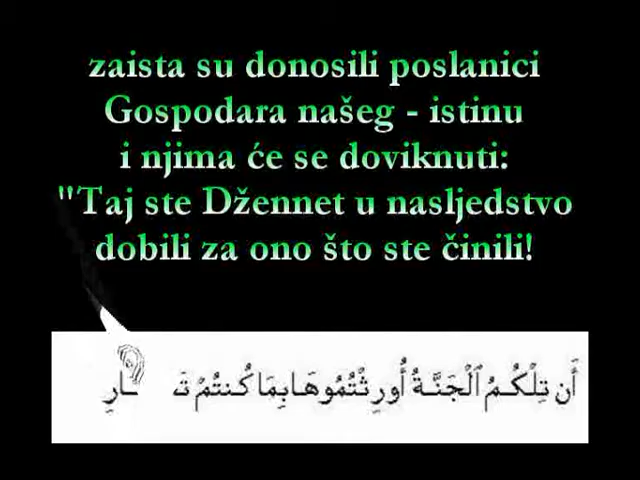 zaista su donosili poslanici
Gospodara našeg - istinu
i njima će se doviknuti:
"Taj ste Džennet u nasljedstvo
dobili za ono što ste činili!
أَن تِلْكُمُ ٱلْجَنَّةُ أُورِثْتُمُوهَا بِمَا كُنتُمْ